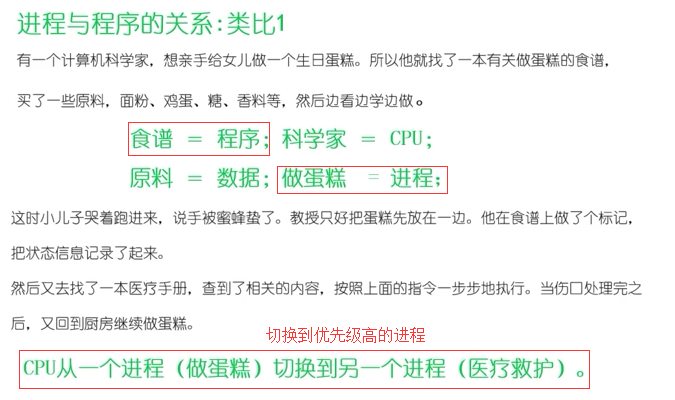 进程与程序的关系:类比1
有一个计算机科学家，想亲手给女儿做一个生日蛋糕。所以他就找了一本有关做蛋糕的食谱，
买了一些原料，面粉、鸡蛋、糖、香料等，然后边看边学边做。
食谱 = 程序; 科学家 = CPU;
原料 = 数据; 做蛋糕 = 进程;
这时小儿子哭着跑进来，说手被蜜蜂蛰了。教授只好把蛋糕先放在一边。他在食谱上做了个标记，
把状态信息记录了起来。
然后又去找了一本医疗手册，查到了相关的内容，按照上面的指令一步步地执行。当伤口处理完之
后，又回到厨房继续做蛋糕。
切换到优先级高的进程
CPU从一个进程（做蛋糕）切换到另一个进程（医疗救护）。